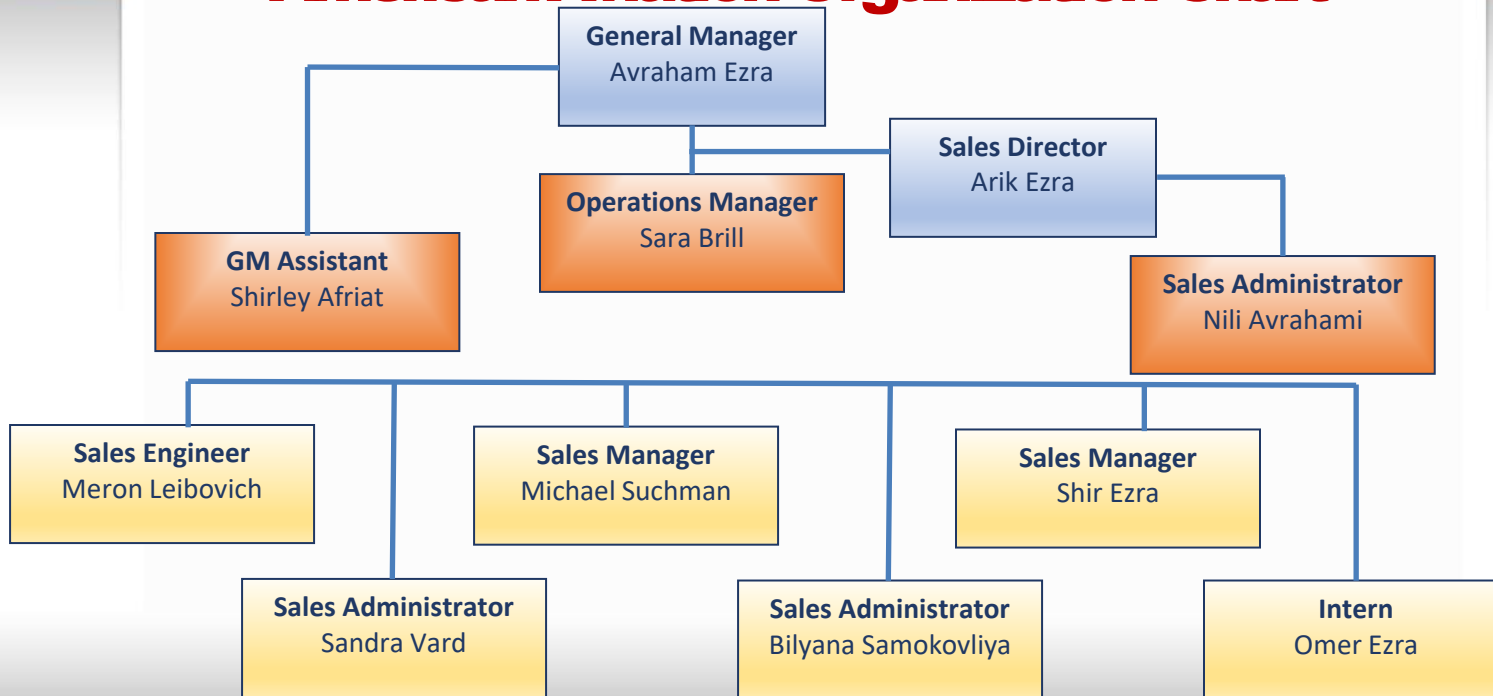 Organization Chart
General Manager
Avraham Ezra
Sales Director
Arik Ezra
Operations Manager
Sara Brill
GM Assistant
Shirley Afriat
Sales Administrator
Nili Avrahami
Sales Engineer
Meron Leibovich
Sales Manager
Michael Suchman
Sales Manager
Shir Ezra
Sales Administrator
Sandra Vard
Sales Administrator
Bilyana Samokovliya
Intern
Omer Ezra